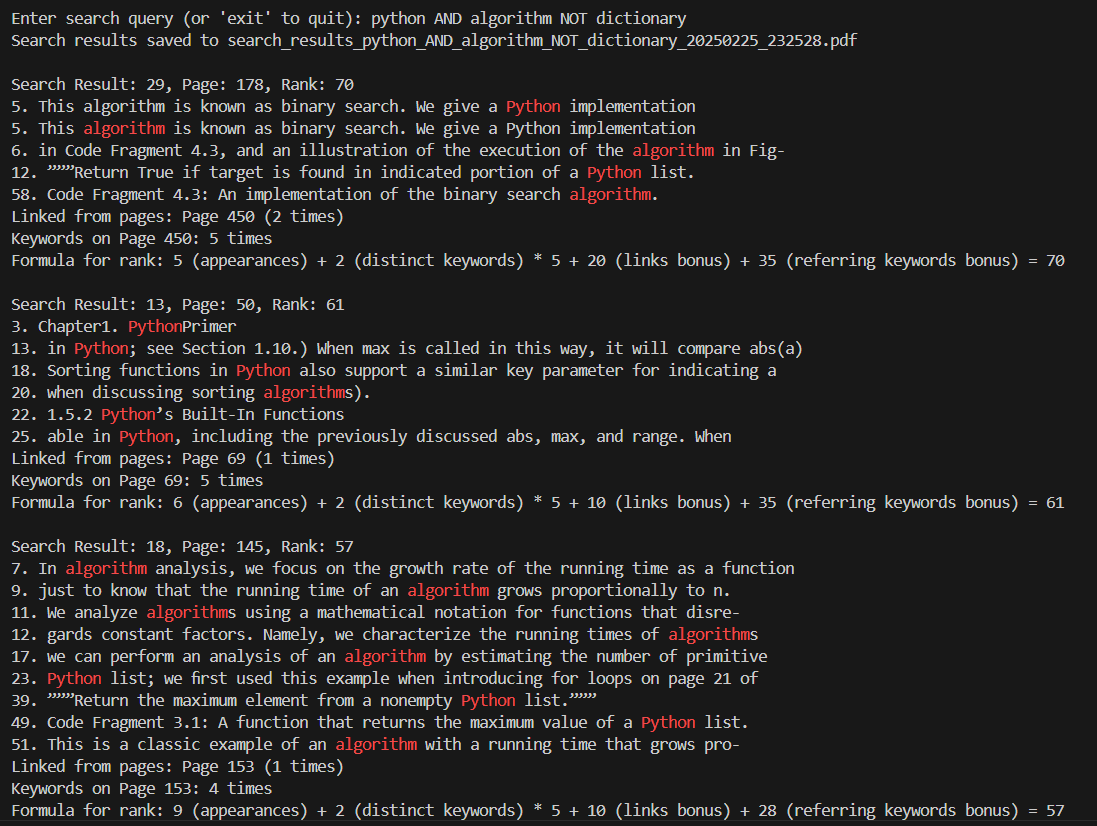 Enter search query (or 'exit' to quit): python AND algorithm NOT dictionary
Search results saved to search_results_python_AND_algorithm_NOT_dictionary_20250225_232528.pdf
Search Result: 29, Page: 178, Rank: 70
5. This algorithm is known as binary search. We give a Python implementation
5. This algorithm is known as binary search. We give a Python implementation
6. in Code Fragment 4.3, and an illustration of the execution of the algorithm in Fig-
12. ”””Return True if target is found in indicated portion of a Python list.
58. Code Fragment 4.3: An implementation of the binary search algorithm.
Linked from pages: Page 450 (2 times)
Keywords on Page 450: 5 times
Formula for rank: 5 (appearances) + 2 (distinct keywords) * 5 + 20 (links bonus) + 35 (referring keywords bonus) = 70
Search Result: 13, Page: 50, Rank: 61
3. Chapter1. PythonPrimer
13. in Python; see Section 1.10.) When max is called in this way, it will compare abs(a)
18. Sorting functions in Python also support a similar key parameter for indicating a
20. when discussing sorting algorithms).
22. 1.5.2 Python’s Built-In Functions
25. able in Python, including the previously discussed abs, max, and range. When
Linked from pages: Page 69 (1 times)
Keywords on Page 69: 5 times
Formula for rank: 6 (appearances) + 2 (distinct keywords) * 5 + 10 (links bonus) + 35 (referring keywords bonus) = 61
Search Result: 18, Page: 145, Rank: 57
7. In algorithm analysis, we focus on the growth rate of the running time as a function
9. just to know that the running time of an algorithm grows proportionally to n.
11. We analyze algorithms using a mathematical notation for functions that disre-
12. gards constant factors. Namely, we characterize the running times of algorithms
17. we can perform an analysis of an algorithm by estimating the number of primitive
23. Python list; we first used this example when introducing for loops on page 21 of
39. ”””Return the maximum element from a nonempty Python list.”””
49. Code Fragment 3.1: A function that returns the maximum value of a Python list.
51. This is a classic example of an algorithm with a running time that grows pro-
Linked from pages: Page 153 (1 times)
Keywords on Page 153: 4 times
Formula for rank: 9 (appearances) + 2 (distinct keywords) * 5 + 10 (links bonus) + 28 (referring keywords bonus) = 57